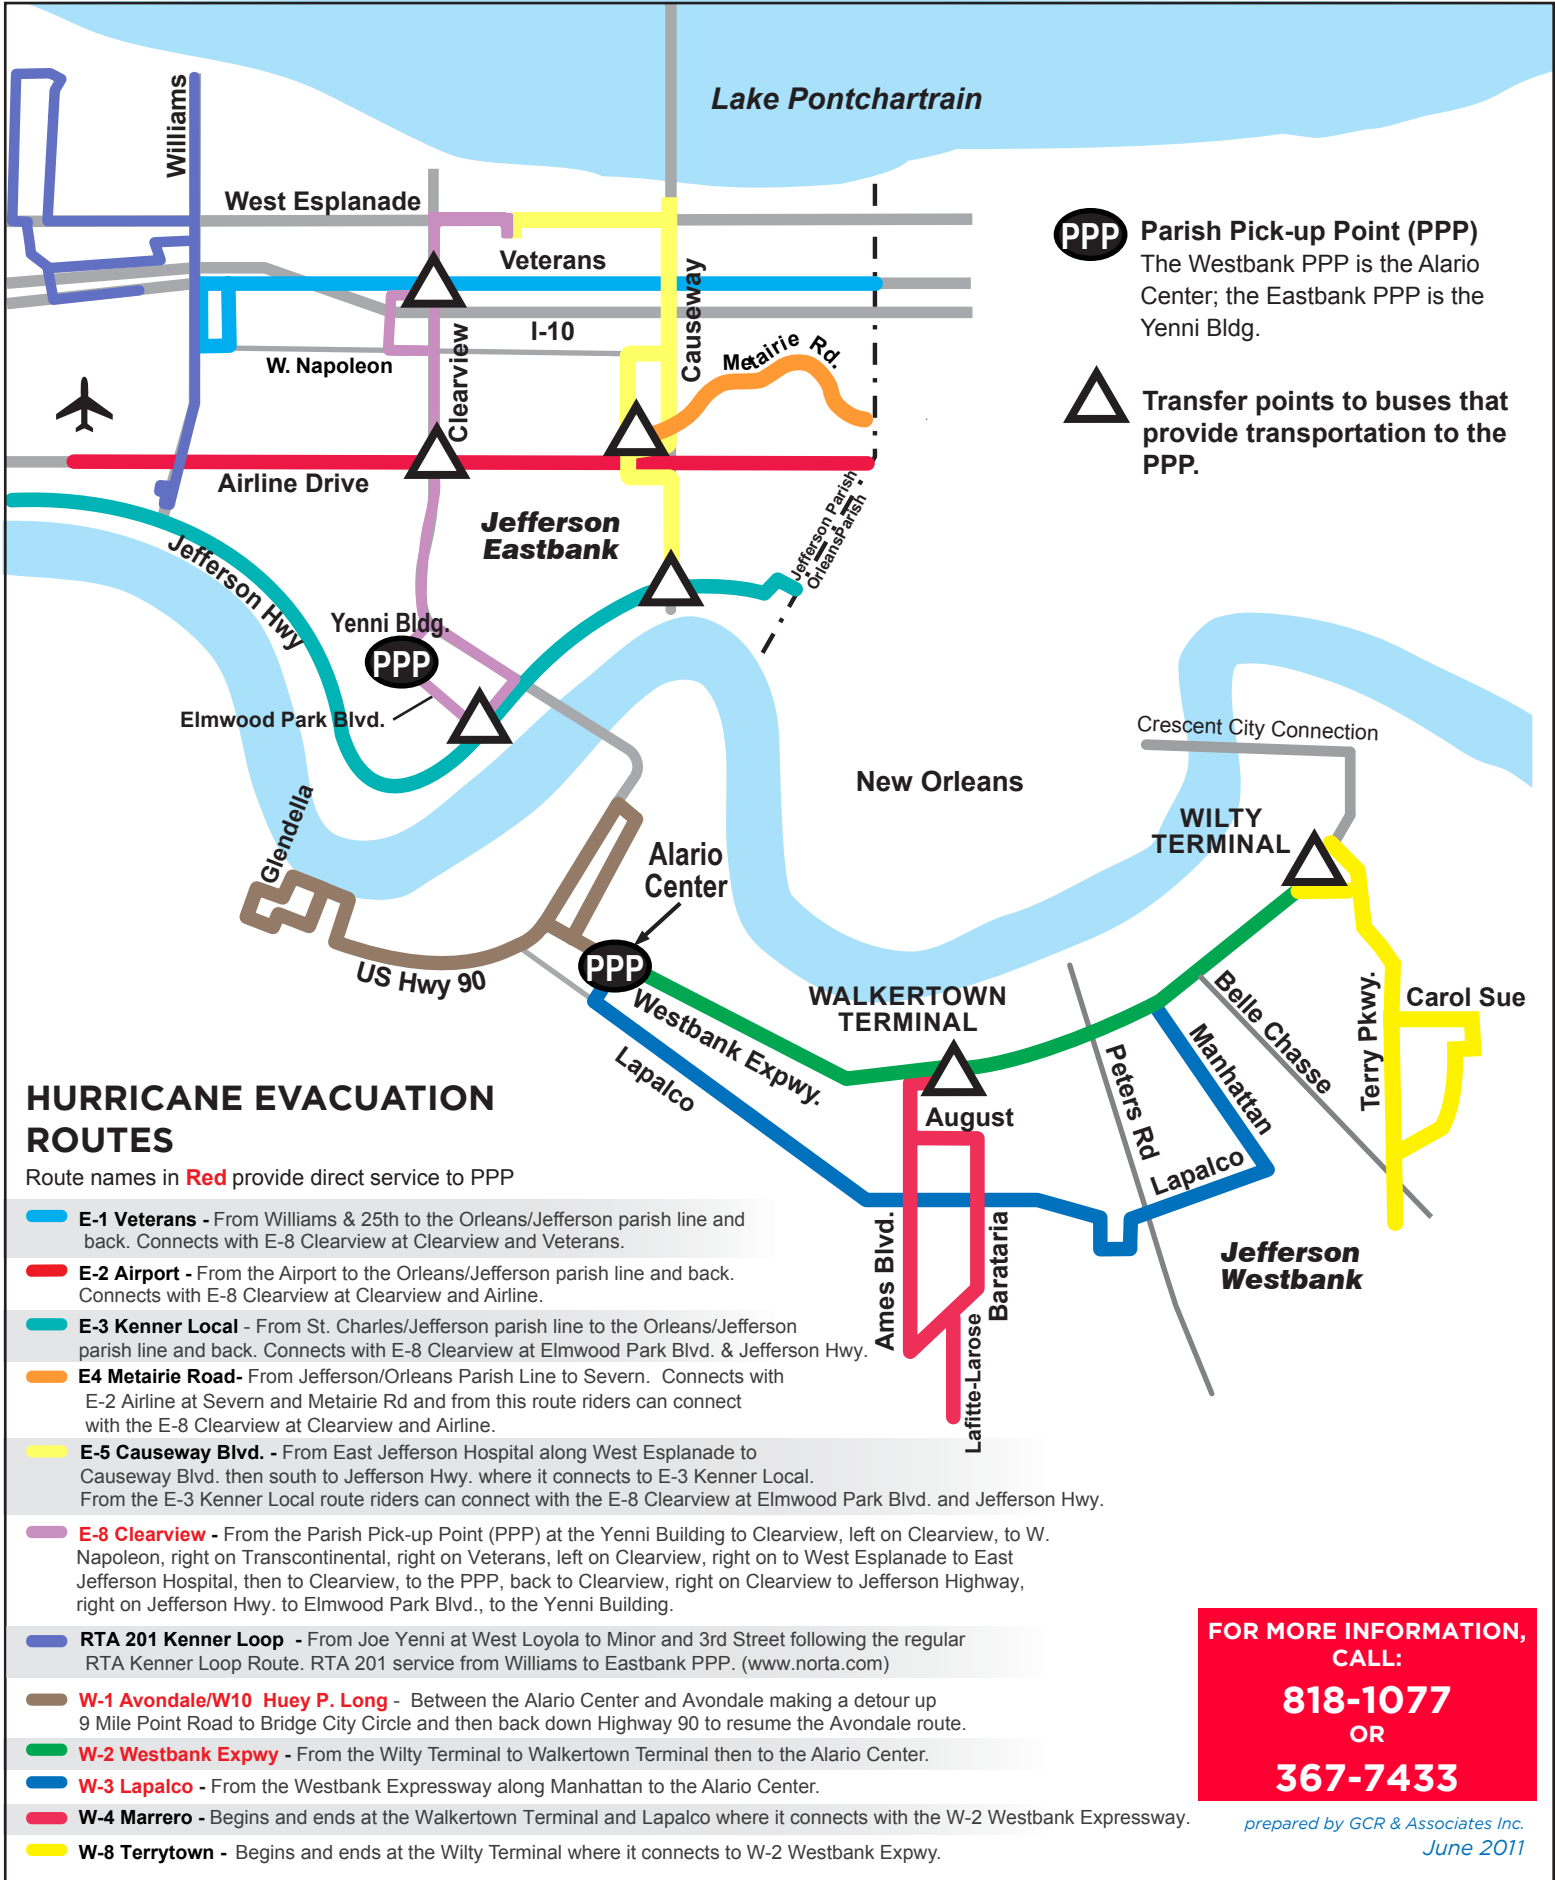 Lake Pontchartrain
Williams
West Esplanade
Veterans
Causeway
I-10
W. Napoleon
Clearview
Metairie Rd.
Airline Drive
Jefferson
Eastbank
Jefferson Parish
OrleansParish
Jefferson Hwy
Yenni Bldg.
PPP
Elmwood Park Blvd.
PPP
Parish Pick-up Point (PPP)
The Westbank PPP is the Alario
Center; the Eastbank PPP is the
Yenni Bldg.
Transfer points to buses that
provide transportation to the
PPP.
Crescent City Connection
New Orleans
WILTY
TERMINAL
Glendella
Alario
Center
PPP
US Hwy 90
Westbank Expwy.
Lapalco
WALKERTOWN
TERMINAL
August
Peters Rd
Manhattan
Belle Chasse
Terry Pkwy.
Carol Sue
Lapalco
Ames Blvd.
Barataria
Lafitte-Larose
Jefferson
Westbank
HURRICANE EVACUATION
ROUTES
Route names in Red provide direct service to PPP
E-1 Veterans - From Williams & 25th to the Orleans/Jefferson parish line and
back. Connects with E-8 Clearview at Clearview and Veterans.
E-2 Airport - From the Airport to the Orleans/Jefferson parish line and back.
Connects with E-8 Clearview at Clearview and Airline.
E-3 Kenner Local - From St. Charles/Jefferson parish line to the Orleans/Jefferson
parish line and back. Connects with E-8 Clearview at Elmwood Park Blvd. & Jefferson Hwy.
E4 Metairie Road- From Jefferson/Orleans Parish Line to Severn. Connects with
E-2 Airline at Severn and Metairie Rd and from this route riders can connect
with the E-8 Clearview at Clearview and Airline.
E-5 Causeway Blvd. - From East Jefferson Hospital along West Esplanade to
Causeway Blvd. then south to Jefferson Hwy. where it connects to E-3 Kenner Local.
From the E-3 Kenner Local route riders can connect with the E-8 Clearview at Elmwood Park Blvd. and Jefferson Hwy.
E-8 Clearview - From the Parish Pick-up Point (PPP) at the Yenni Building to Clearview, left on Clearview, to W.
Napoleon, right on Transcontinental, right on Veterans, left on Clearview, right on to West Esplanade to East
Jefferson Hospital, then to Clearview, to the PPP, back to Clearview, right on Clearview to Jefferson Highway,
right on Jefferson Hwy. to Elmwood Park Blvd., to the Yenni Building.
RTA 201 Kenner Loop - From Joe Yenni at West Loyola to Minor and 3rd Street following the regular
RTA Kenner Loop Route. RTA 201 service from Williams to Eastbank PPP. (www.norta.com)
W-1 Avondale/W10 Huey P. Long - Between the Alario Center and Avondale making a detour up
9 Mile Point Road to Bridge City Circle and then back down Highway 90 to resume the Avondale route.
W-2 Westbank Expwy - From the Wilty Terminal to Walkertown Terminal then to the Alario Center.
W-3 Lapalco - From the Westbank Expressway along Manhattan to the Alario Center.
W-4 Marrero - Begins and ends at the Walkertown Terminal and Lapalco where it connects with the W-2 Westbank Expressway.
W-8 Terrytown - Begins and ends at the Wilty Terminal where it connects to W-2 Westbank Expwy.
FOR MORE INFORMATION,
CALL:
818-1077
OR
367-7433
prepared by GCR & Associates Inc.
June 2011